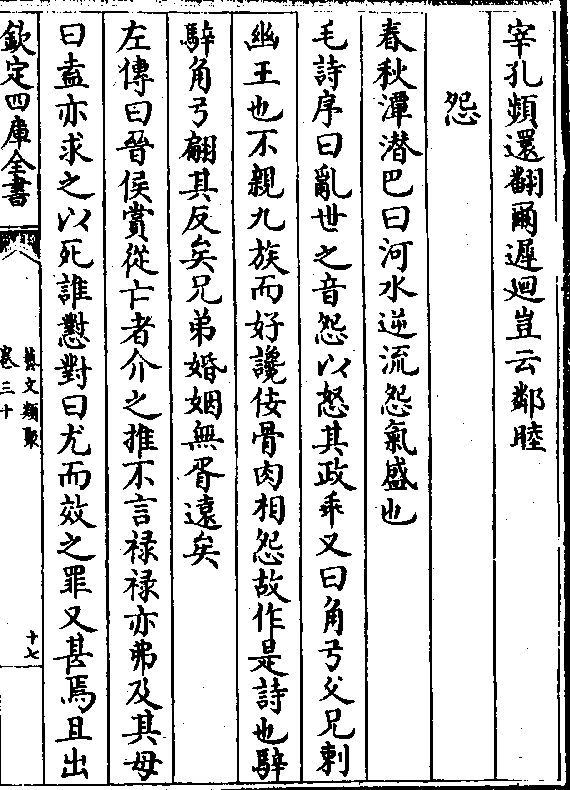 宰孔頻還翻爾遲迴豈云鄰睦
怨
春秋潭潜巴曰河水逆流怨氣盛也
毛詩序曰亂世之音怨以怒其政乖又曰角弓父兄刺
幽王也不親九族而好讒佞骨肉相怨故作是詩也騂
騂角弓翩其反矣兄弟婚姻無胥遠矣
左傳曰晉侯賞從亡者介之推不言禄禄亦弗及其母
曰盍亦求之以死誰懟對曰尤而效之罪又甚焉且出
欽定四庫全書
藝文類聚
卷三十
十七